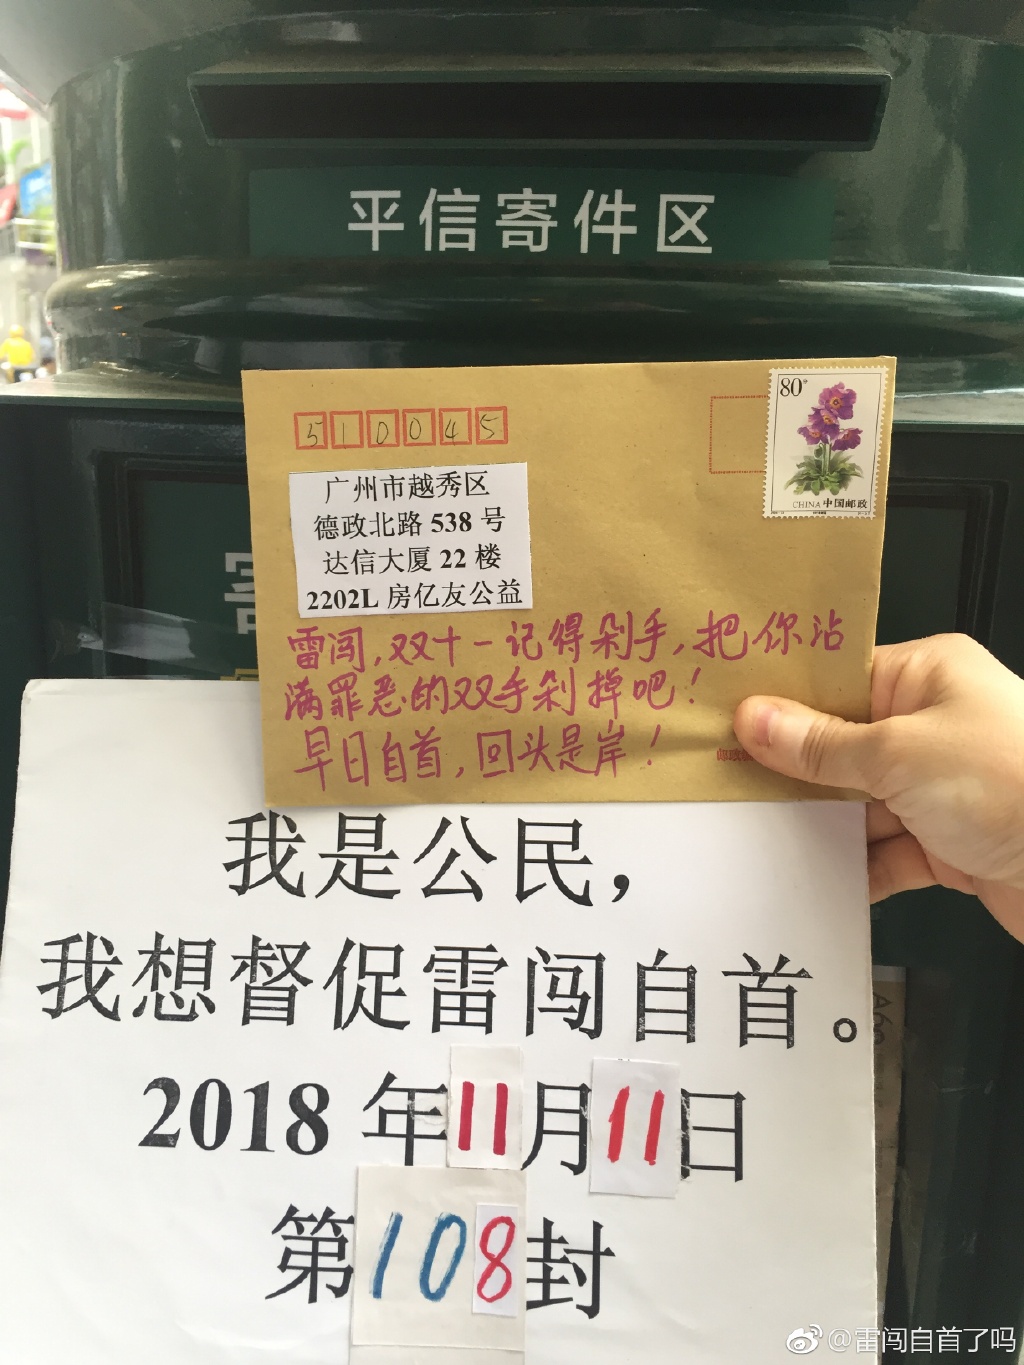 平信寄件区
510045
80分
CHINA 中国邮政
广州市越秀区
德政北路 538 号
达信大厦 22 楼
2202L 房亿友公益
雷闯,双十一记得剁手,把你沾
满罪恶的双手剁掉吧!
早日自首,回头是岸!
我是公民,
我想督促雷闯自首。
2018 年11月11日
第108封
@雷闯自首了吗